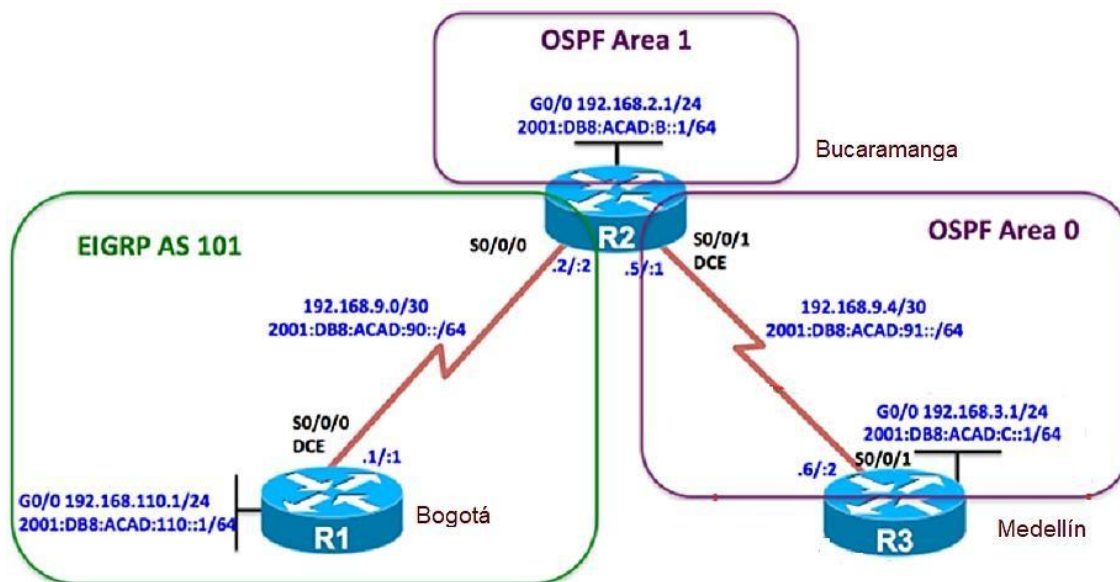 OSPF Area 1
G0/0 192.168.2.1/24
2001:DB8:ACAD:B::1/64
Bucaramanga
R2
EIGRP AS 101
S0/0/0
.2/:2
S0/0/1
DCE
.5/:1
OSPF Area 0
192.168.9.0/30
2001:DB8:ACAD:90::/64
192.168.9.4/30
2001:DB8:ACAD:91::/64
S0/0/0
DCE
.1/:1
G0/0 192.168.110.1/24
2001:DB8:ACAD:110::1/64
R1
Bogotá
G0/0 192.168.3.1/24
2001:DB8:ACAD:C::1/64
.6/:2
S0/0/1
R3
Medellín